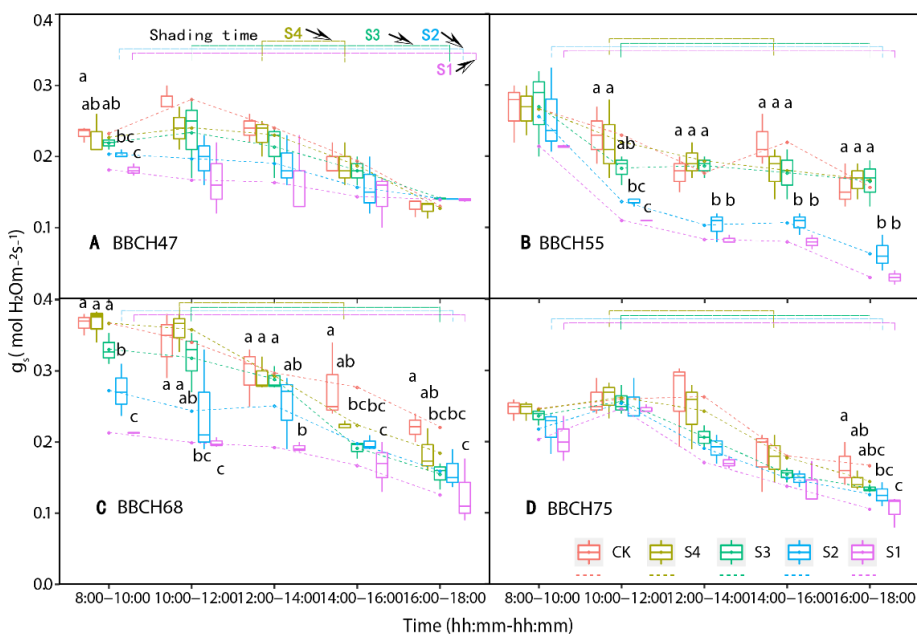 0.4
0.3
0.2
0.1
0.0
0.4
0.3
0.2
0.1
0.0
gs( mol H₂Om⁻²s⁻¹)
Shading time
S4
S3
S2
S1
a
ab ab
bc
c
A BBCH47
a a
ab
bc
c
a a a
b b
a a a
b b
a a a
b b
B BBCH55
a a a
b
c
a a
ab
bc
c
a a a
ab
b
a
ab
bc bc
c
a
ab
bc bc
c
C BBCH68
a
ab
abc
bc
c
D BBCH75
CK S4 S3 S2 S1
8:00–10:00 10:00–12:00 12:00–14:00 14:00–16:00 16:00–18:00
8:00–10:00 10:00–12:00 12:00–14:00 14:00–16:00 16:00–18:00
Time (hh:mm-hh:mm)